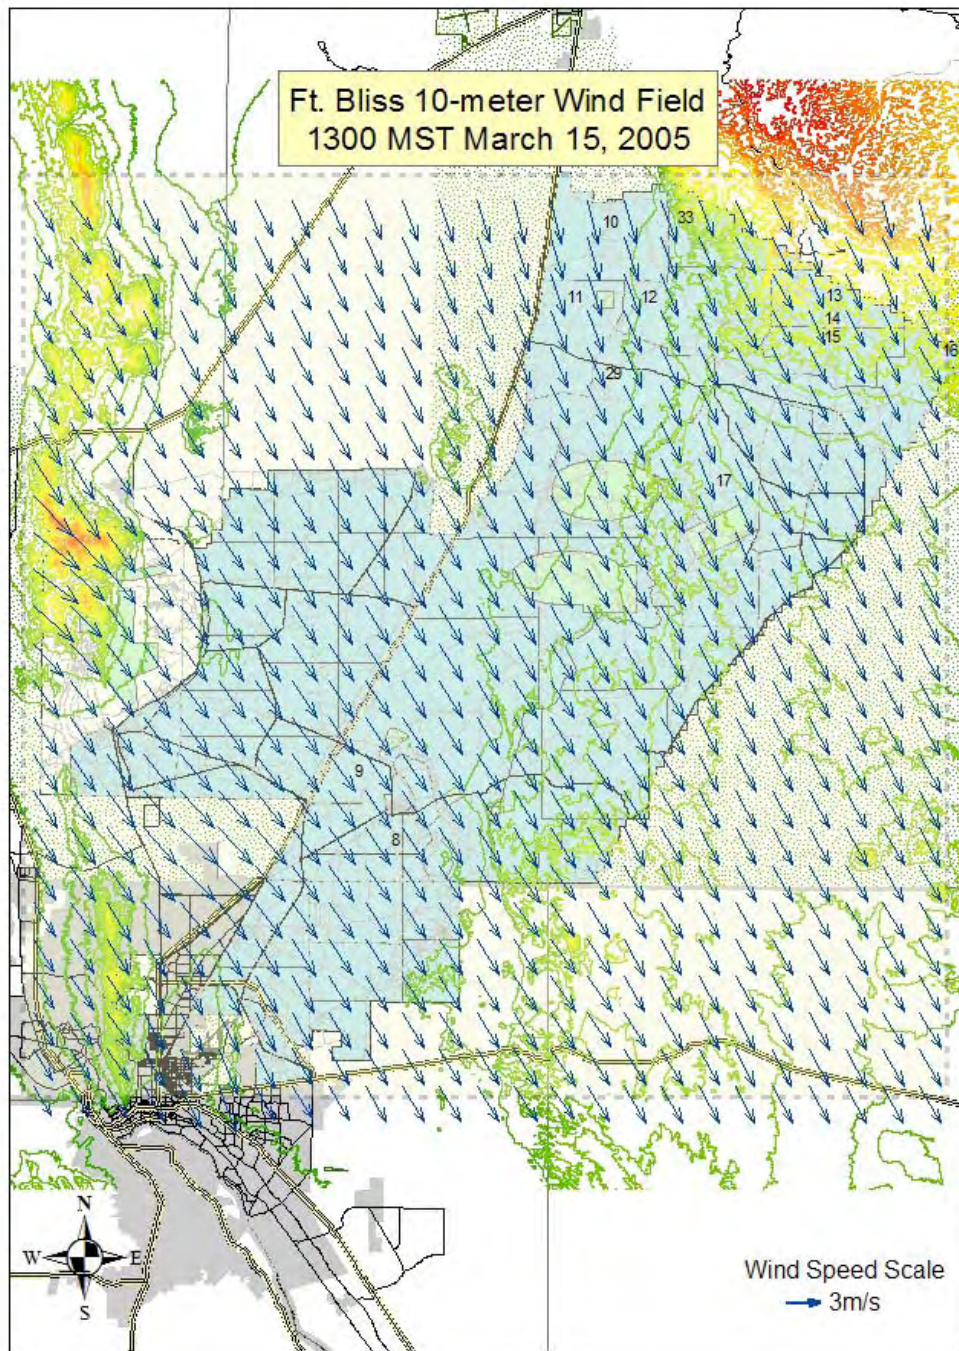 Ft. Bliss 10-meter Wind Field
1300 MST March 15, 2005
10
33
11
12
13
14
15
16
29
17
9
8
N
W
E
S
Wind Speed Scale
3m/s